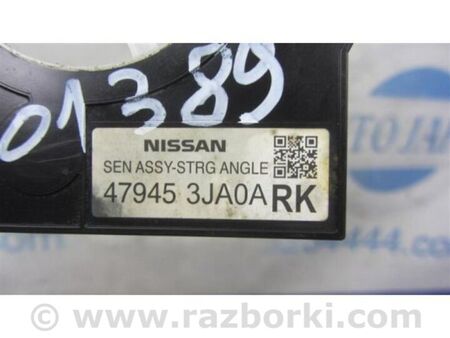 01389
NISSAN
SEN ASSY-STRG ANGLE
47945 3JA0A RK
© www.razborki.com